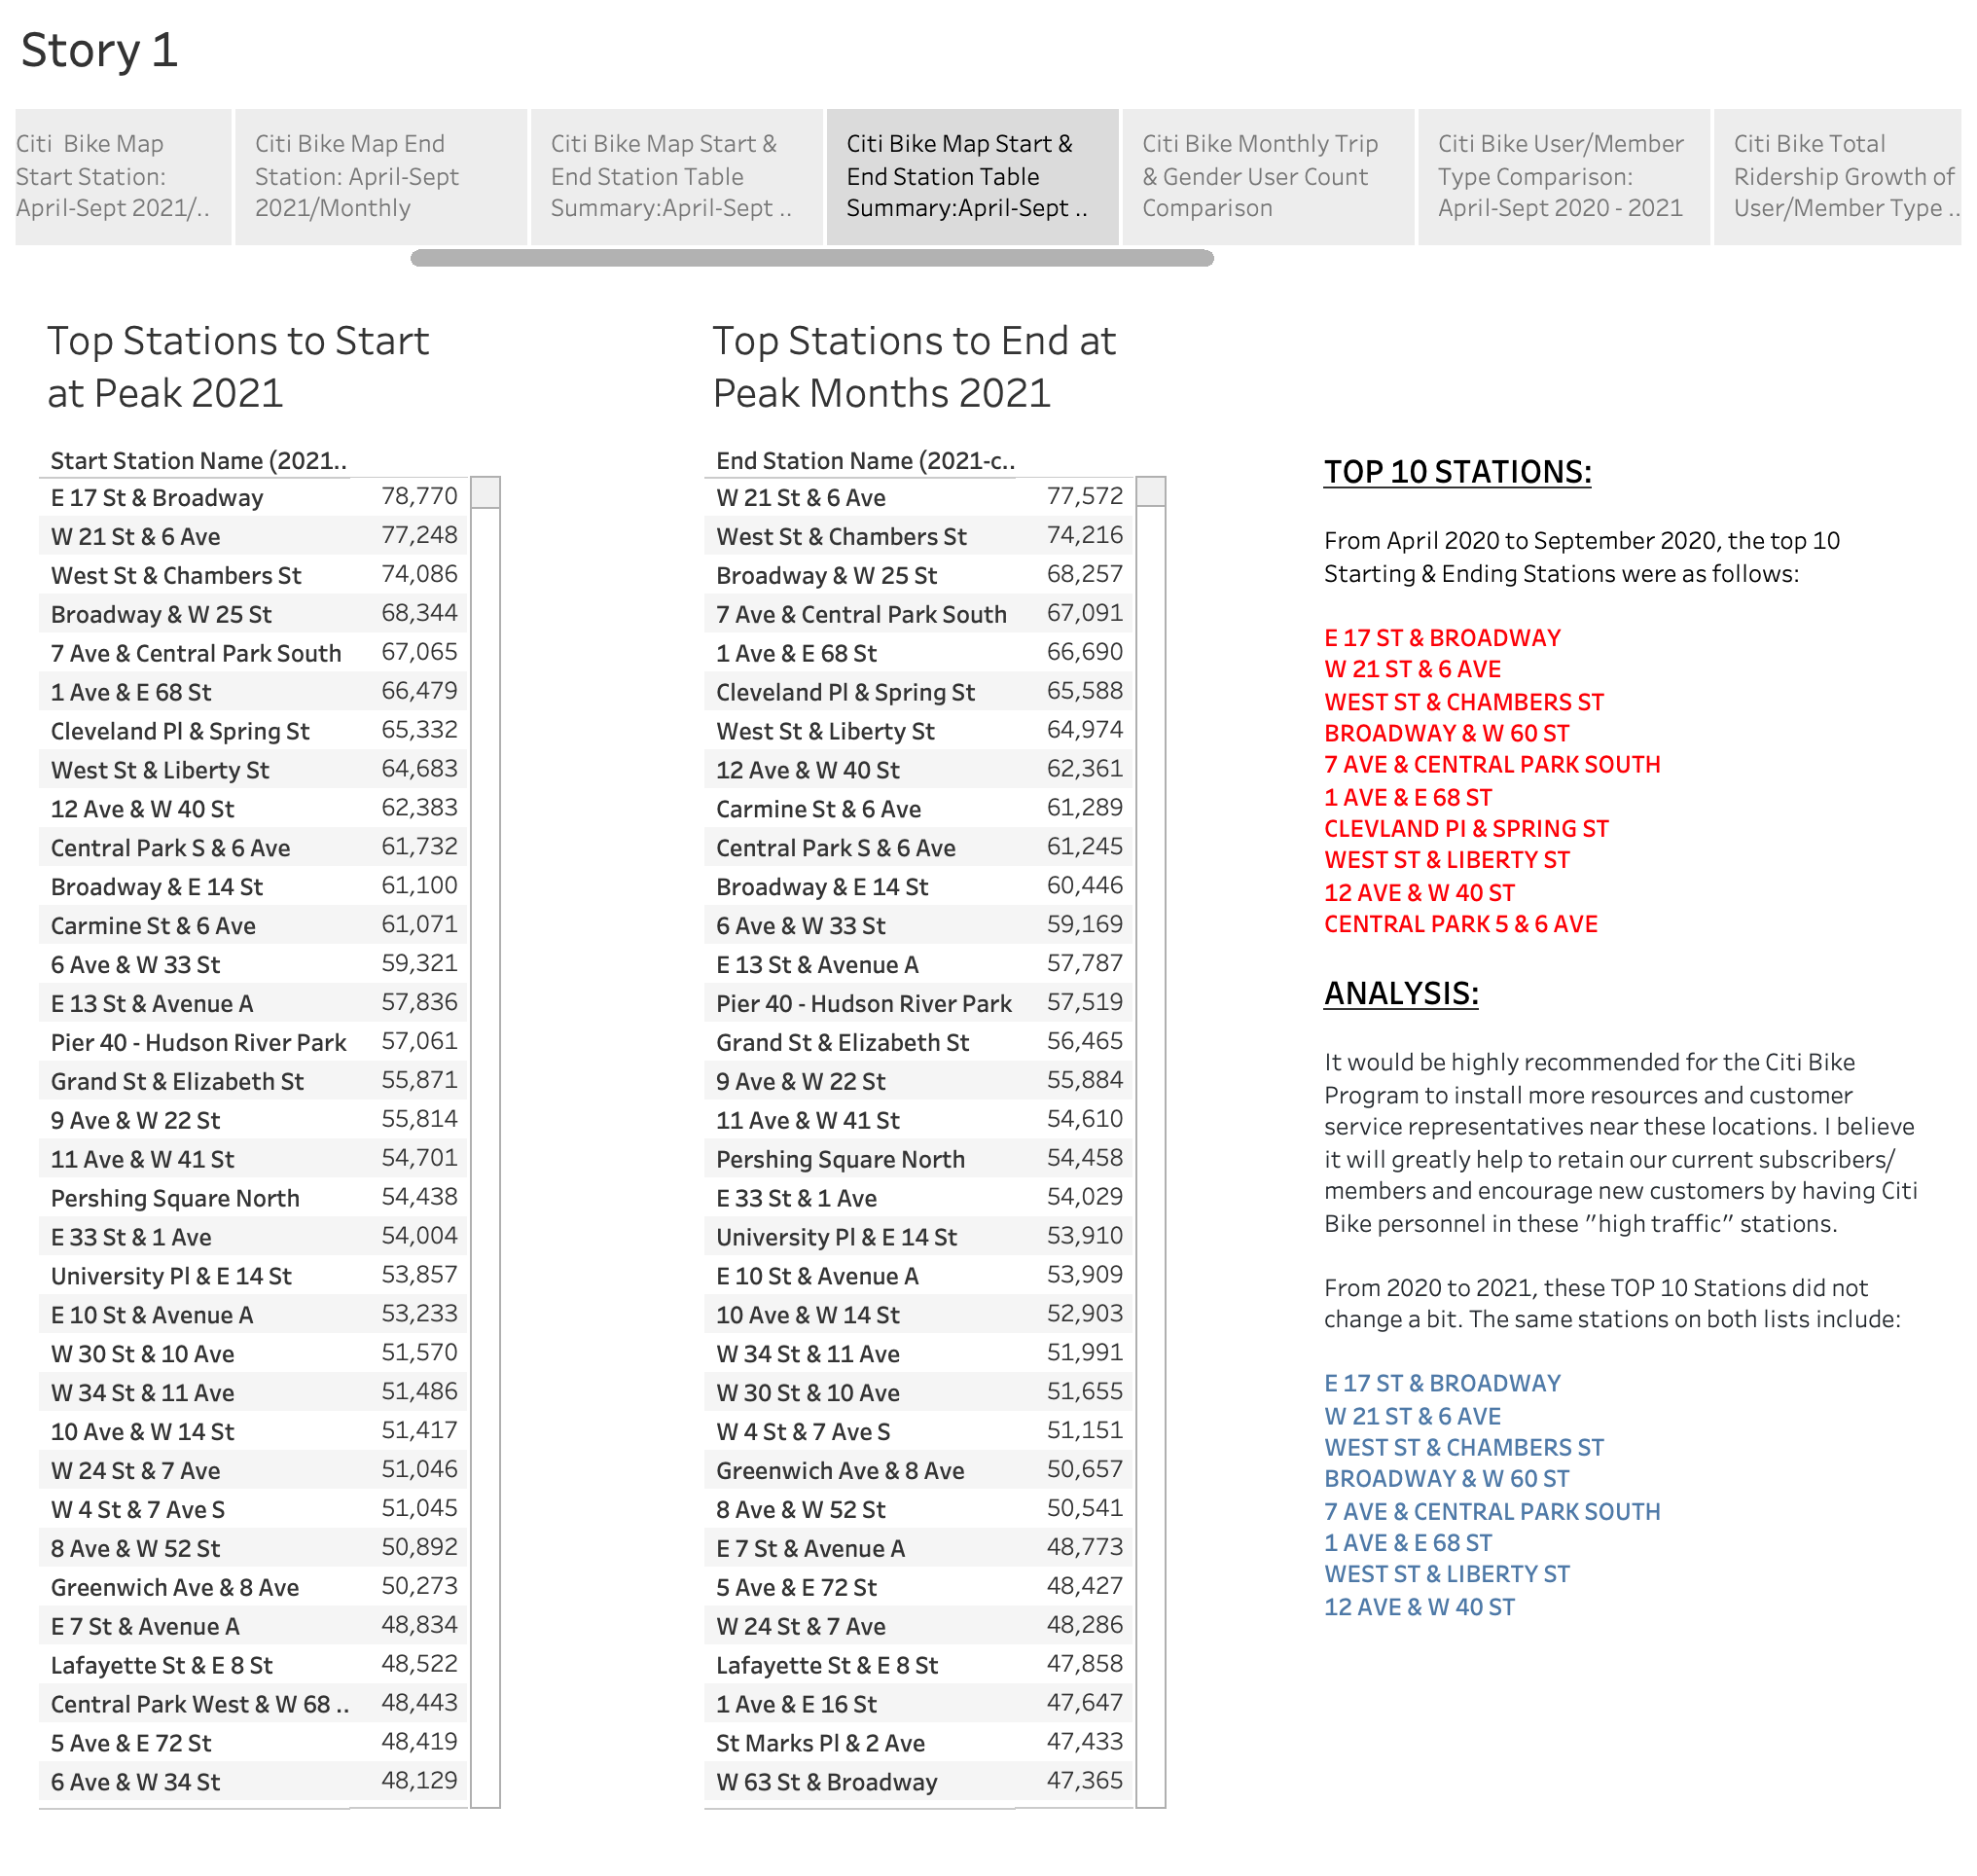 Story 1
Citi  Bike Map
Start Station:
April-Sept 2021/..
Citi Bike Map End
Station: April-Sept
2021/Monthly
Citi Bike Map Start &
End Station Table
Summary:April-Sept ..
Citi Bike Map Start &
End Station Table
Summary:April-Sept ..
Citi Bike Monthly Trip
& Gender User Count
Comparison
Citi Bike User/Member
Type Comparison:
April-Sept 2020 - 2021
Citi Bike Total
Ridership Growth of
User/Member Type ..
Top Stations to Start
at Peak 2021
Start Station Name (2021..
E 17 St & Broadway 78,770
W 21 St & 6 Ave 77,248
West St & Chambers St 74,086
Broadway & W 25 St 68,344
7 Ave & Central Park South 67,065
1 Ave & E 68 St 66,479
Cleveland Pl & Spring St 65,332
West St & Liberty St 64,683
12 Ave & W 40 St 62,383
Central Park S & 6 Ave 61,732
Broadway & E 14 St 61,100
Carmine St & 6 Ave 61,071
6 Ave & W 33 St 59,321
E 13 St & Avenue A 57,836
Pier 40 - Hudson River Park 57,061
Grand St & Elizabeth St 55,871
9 Ave & W 22 St 55,814
11 Ave & W 41 St 54,701
Pershing Square North 54,438
E 33 St & 1 Ave 54,004
University Pl & E 14 St 53,857
E 10 St & Avenue A 53,233
W 30 St & 10 Ave 51,570
W 34 St & 11 Ave 51,486
10 Ave & W 14 St 51,417
W 24 St & 7 Ave 51,046
W 4 St & 7 Ave S 51,045
8 Ave & W 52 St 50,892
Greenwich Ave & 8 Ave 50,273
E 7 St & Avenue A 48,834
Lafayette St & E 8 St 48,522
Central Park West & W 68 .. 48,443
5 Ave & E 72 St 48,419
6 Ave & W 34 St 48,129
Top Stations to End at
Peak Months 2021
End Station Name (2021-c..
W 21 St & 6 Ave 77,572
West St & Chambers St 74,216
Broadway & W 25 St 68,257
7 Ave & Central Park South 67,091
1 Ave & E 68 St 66,690
Cleveland Pl & Spring St 65,588
West St & Liberty St 64,974
12 Ave & W 40 St 62,361
Carmine St & 6 Ave 61,289
Central Park S & 6 Ave 61,245
Broadway & E 14 St 60,446
6 Ave & W 33 St 59,169
E 13 St & Avenue A 57,787
Pier 40 - Hudson River Park 57,519
Grand St & Elizabeth St 56,465
9 Ave & W 22 St 55,884
11 Ave & W 41 St 54,610
Pershing Square North 54,458
E 33 St & 1 Ave 54,029
University Pl & E 14 St 53,910
E 10 St & Avenue A 53,909
10 Ave & W 14 St 52,903
W 34 St & 11 Ave 51,991
W 30 St & 10 Ave 51,655
W 4 St & 7 Ave S 51,151
Greenwich Ave & 8 Ave 50,657
8 Ave & W 52 St 50,541
E 7 St & Avenue A 48,773
5 Ave & E 72 St 48,427
W 24 St & 7 Ave 48,286
Lafayette St & E 8 St 47,858
1 Ave & E 16 St 47,647
St Marks Pl & 2 Ave 47,433
W 63 St & Broadway 47,365
TOP 10 STATIONS:
From April 2020 to September 2020, the top 10
Starting & Ending Stations were as follows:
E 17 ST & BROADWAY
W 21 ST & 6 AVE
WEST ST & CHAMBERS ST
BROADWAY & W 60 ST
7 AVE & CENTRAL PARK SOUTH
1 AVE & E 68 ST
CLEVLAND Pl & SPRING ST
WEST ST & LIBERTY ST
12 AVE & W 40 ST
CENTRAL PARK 5 & 6 AVE
ANALYSIS:
It would be highly recommended for the Citi Bike
Program to install more resources and customer
service representatives near these locations. I believe
it will greatly help to retain our current subscribers/
members and encourage new customers by having Citi
Bike personnel in these "high traffic" stations.
From 2020 to 2021, these TOP 10 Stations did not
change a bit. The same stations on both lists include:
E 17 ST & BROADWAY
W 21 ST & 6 AVE
WEST ST & CHAMBERS ST
BROADWAY & W 60 ST
7 AVE & CENTRAL PARK SOUTH
1 AVE & E 68 ST
WEST ST & LIBERTY ST
12 AVE & W 40 ST